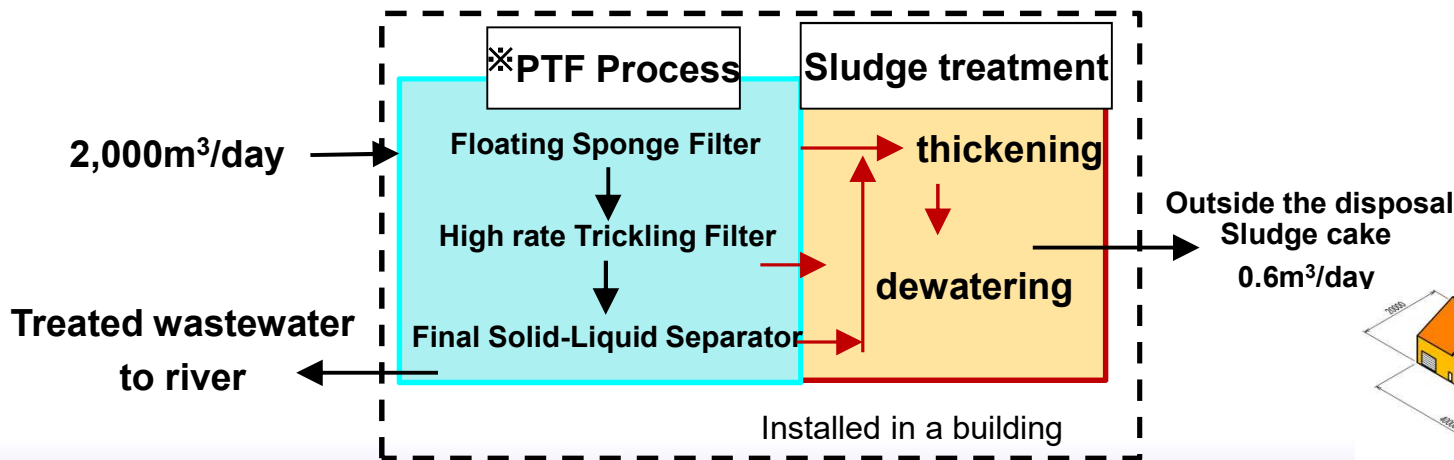 ※PTF Process
Sludge treatment
2,000m³/day
Floating Sponge Filter
thickening
High rate Trickling Filter
dewatering
Final Solid-Liquid Separator
Outside the disposal
Sludge cake
0.6m³/day
Treated wastewater
to river
Installed in a building
20000